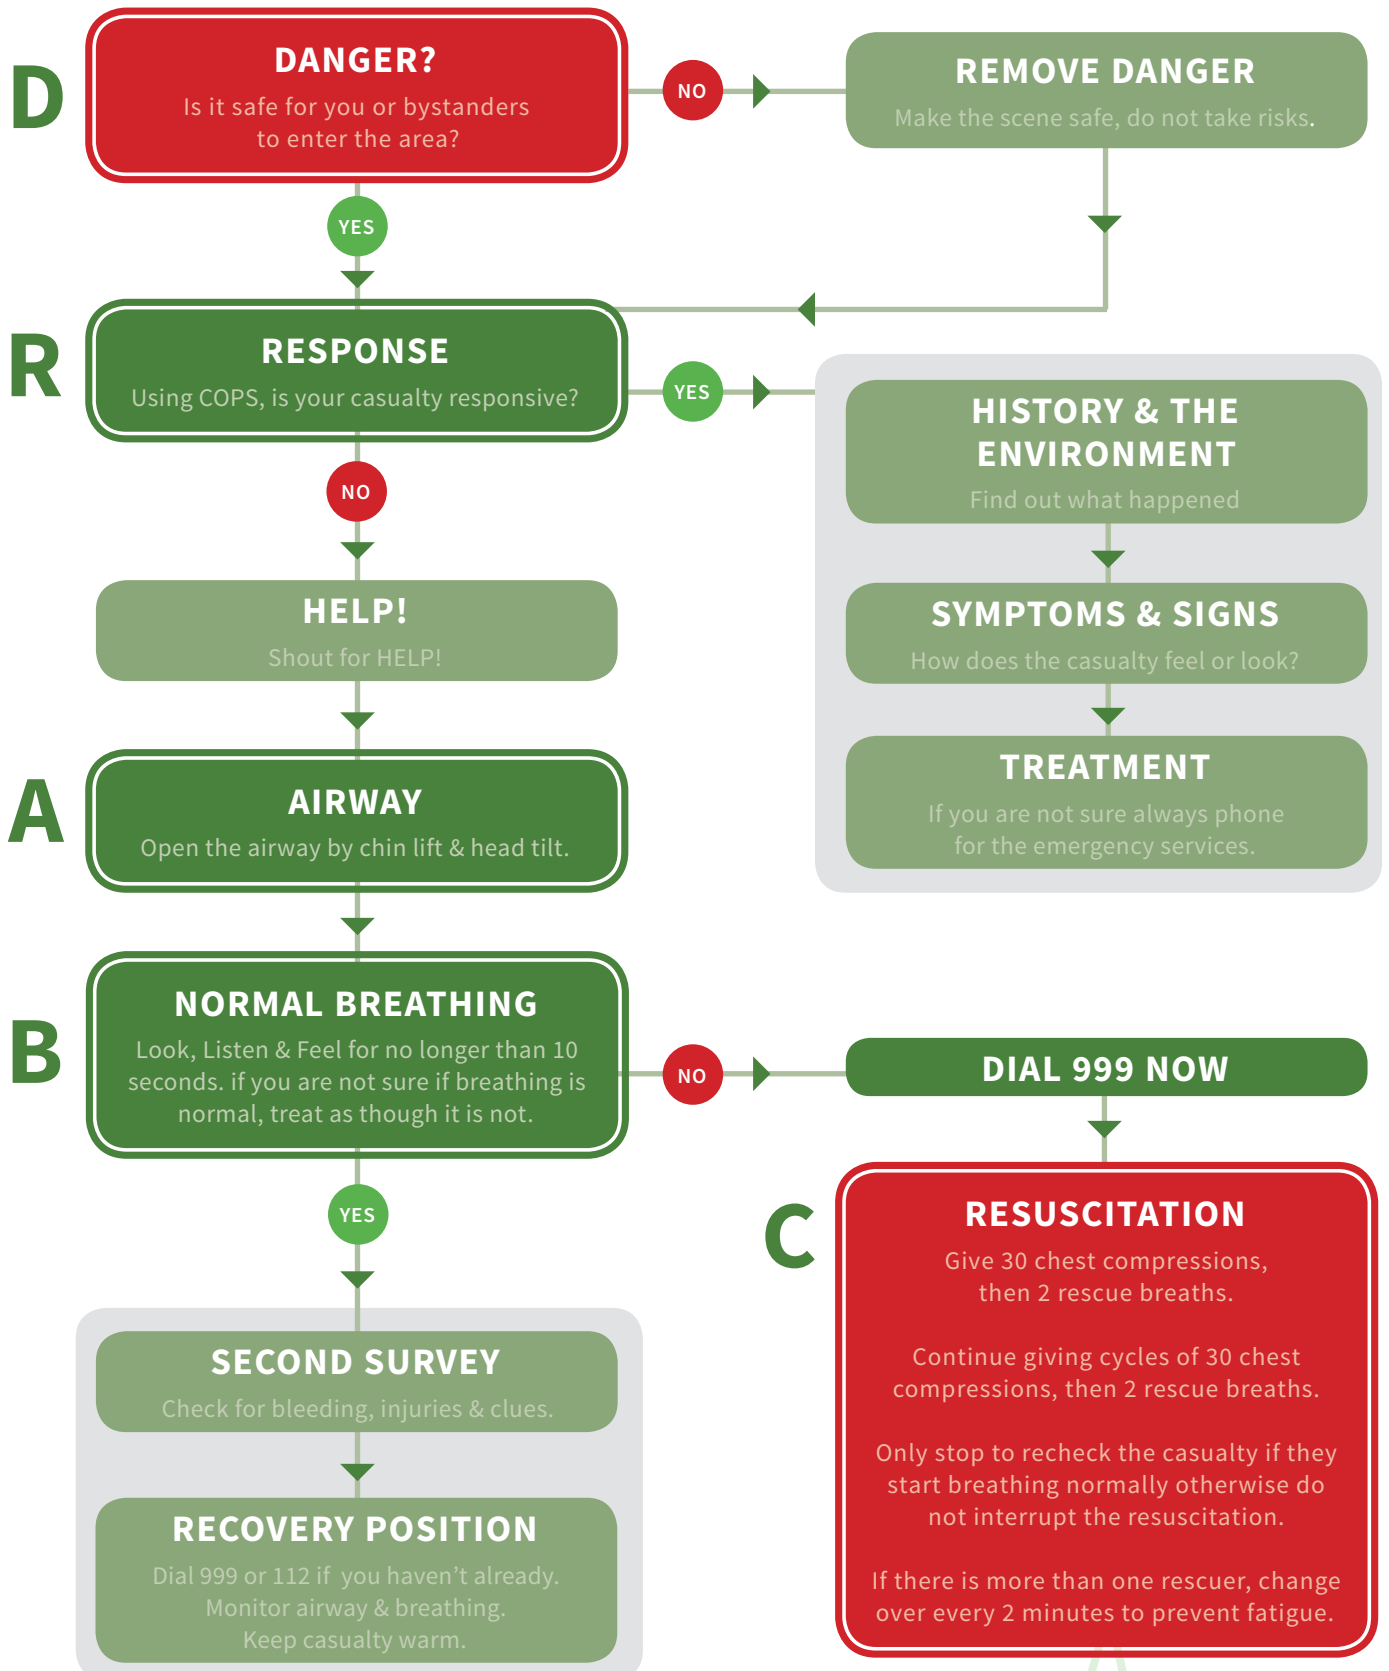 D
DANGER?
Is it safe for you or bystanders
to enter the area?
NO
REMOVE DANGER
Make the scene safe, do not take risks.
YES
R
RESPONSE
Using COPS, is your casualty responsive?
YES
HISTORY & THE
ENVIRONMENT
Find out what happened
NO
SYMPTOMS & SIGNS
How does the casualty feel or look?
HELP!
Shout for HELP!
TREATMENT
If you are not sure always phone
for the emergency services.
A
AIRWAY
Open the airway by chin lift & head tilt.
B
NORMAL BREATHING
Look, Listen & Feel for no longer than 10
seconds. if you are not sure if breathing is
normal, treat as though it is not.
NO
DIAL 999 NOW
YES
C
RESUSCITATION
Give 30 chest compressions,
then 2 rescue breaths.
Continue giving cycles of 30 chest
compressions, then 2 rescue breaths.
Only stop to recheck the casualty if they
start breathing normally otherwise do
not interrupt the resuscitation.
If there is more than one rescuer, change
over every 2 minutes to prevent fatigue.
SECOND SURVEY
Check for bleeding, injuries & clues.
RECOVERY POSITION
Dial 999 or 112 if  you haven’t already.
Monitor airway & breathing.
Keep casualty warm.